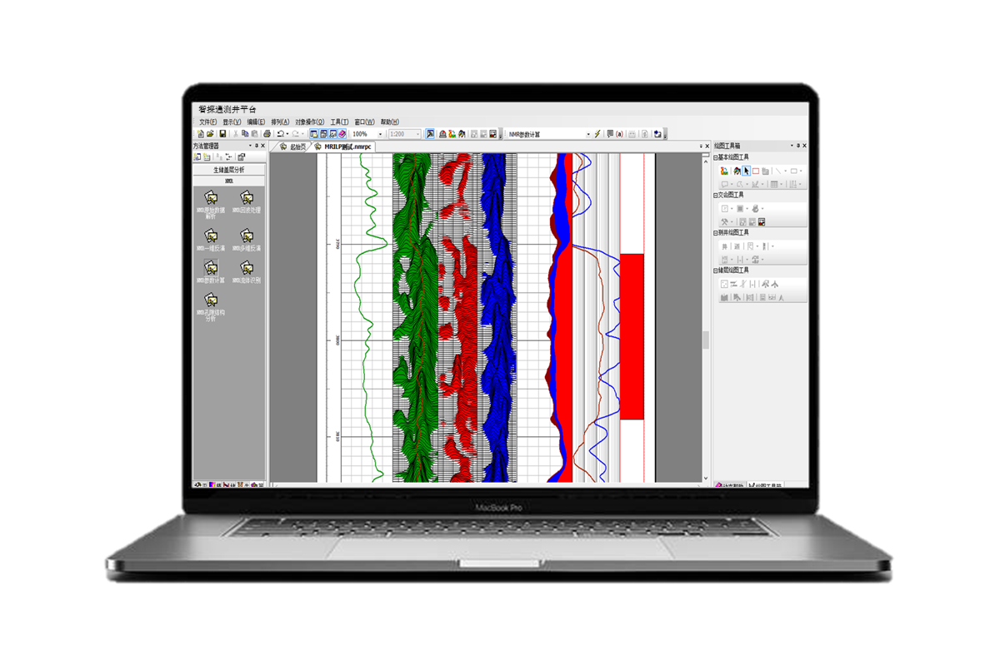 智探通测井平台
文件(F) 显示(V) 编辑(E) 排列(A) 对象操作(O) 工具(T) 窗口(W) 帮助(H)
100% 1:200 NMR参数计算 (a)
方法管理器
起始页 MRILP测试.nmrpc
绘图工具箱
基本绘图工具
生储盖层分析
NMR
交会图工具
NMR原始数据解析 NMR回波处理
测井绘图工具
NMR一维反演 NMR多维反演
储层绘图工具
NMR参数计算 NMR流体识别
NMR孔隙结构分析
3800
3810
绘图工具箱
MacBook Pro